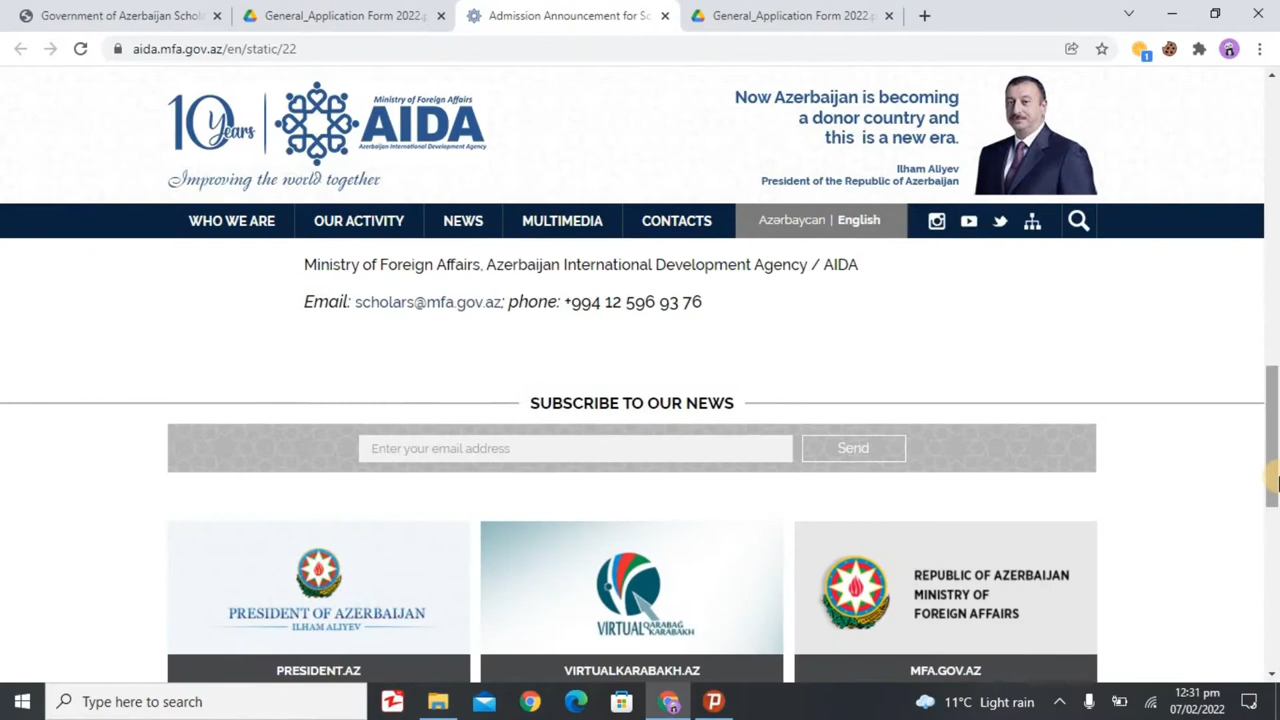 Government of Azerbaijan Schol
General_Application Form 2022.p
Admission Announcement for Sc
General_Application Form 2022.p
aida.mfa.gov.az/en/static/22
1
10 Years
Ministry of Foreign Affairs
AIDA
Azerbaijan International Development Agency
Improving the world together
Now Azerbaijan is becoming
a donor country and
this is a new era.
Ilham Aliyev
President of the Republic of Azerbaijan
WHO WE ARE
OUR ACTIVITY
NEWS
MULTIMEDIA
CONTACTS
Azərbaycan | English
Ministry of Foreign Affairs, Azerbaijan International Development Agency / AIDA
Email: scholars@mfa.gov.az; phone: +994 12 596 93 76
SUBSCRIBE TO OUR NEWS
Enter your email address
Send
PRESIDENT OF AZERBAIJAN
ILHAM ALIYEV
PRESIDENT.AZ
VIRTUAL QARABAG
KARABAKH
VIRTUALKARABAKH.AZ
REPUBLIC OF AZERBAIJAN
MINISTRY OF
FOREIGN AFFAIRS
MFA.GOV.AZ
Type here to search
11°C Light rain
12:31 pm
07/02/2022